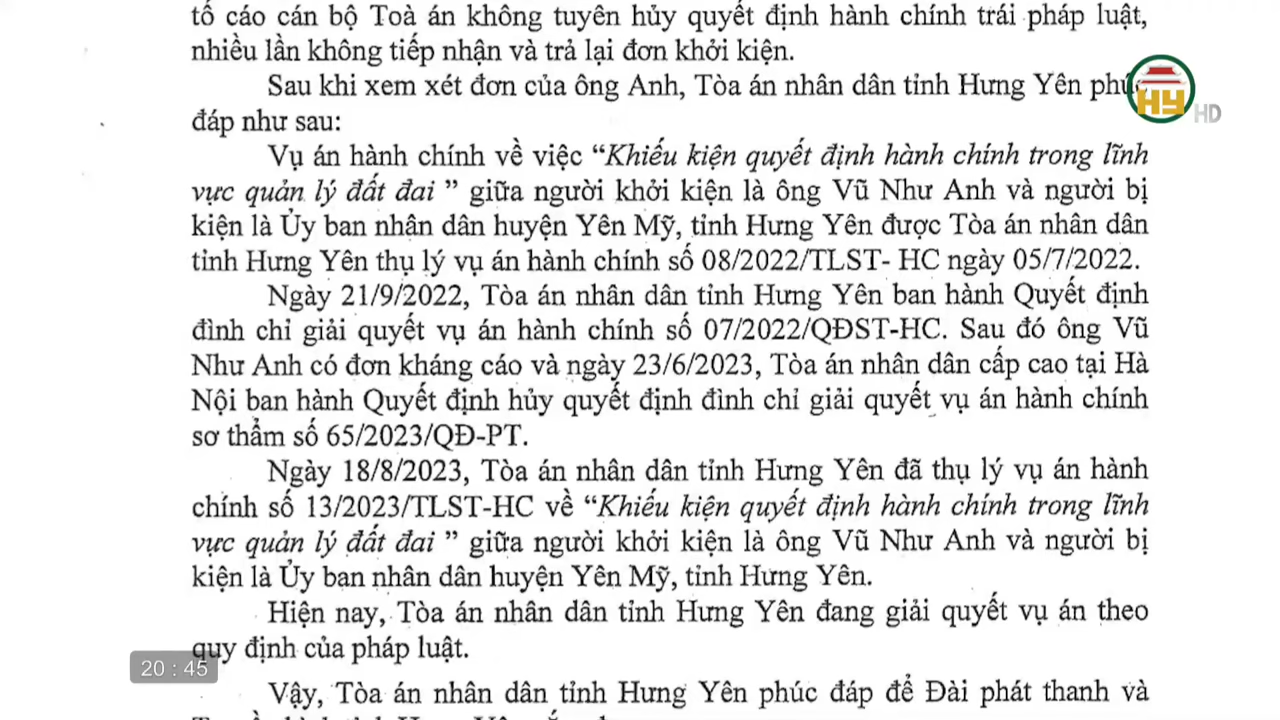 tố cáo cán bộ Toà án không tuyên hủy quyết định hành chính trái pháp luật,
nhiều lần không tiếp nhận và trả lại đơn khởi kiện.
Sau khi xem xét đơn của ông Anh, Tòa án nhân dân tỉnh Hưng Yên phúc
đáp như sau:
HY HD
Vụ án hành chính về việc “Khiếu kiện quyết định hành chính trong lĩnh
vực quản lý đất đai ” giữa người khởi kiện là ông Vũ Như Anh và người bị
kiện là Ủy ban nhân dân huyện Yên Mỹ, tỉnh Hưng Yên được Tòa án nhân dân
tỉnh Hưng Yên thụ lý vụ án hành chính số 08/2022/TLST- HC ngày 05/7/2022.
Ngày 21/9/2022, Tòa án nhân dân tỉnh Hưng Yên ban hành Quyết định
đình chỉ giải quyết vụ án hành chính số 07/2022/QĐST-HC. Sau đó ông Vũ
Như Anh có đơn kháng cáo và ngày 23/6/2023, Tòa án nhân dân cấp cao tại Hà
Nội ban hành Quyết định hủy quyết định đình chỉ giải quyết vụ án hành chính
sơ thẩm số 65/2023/QĐ-PT.
Ngày 18/8/2023, Tòa án nhân dân tỉnh Hưng Yên đã thụ lý vụ án hành
chính số 13/2023/TLST-HC về “Khiếu kiện quyết định hành chính trong lĩnh
vực quản lý đất đai ” giữa người khởi kiện là ông Vũ Như Anh và người bị
kiện là Ủy ban nhân dân huyện Yên Mỹ, tỉnh Hưng Yên.
Hiện nay, Tòa án nhân dân tỉnh Hưng Yên đang giải quyết vụ án theo
quy định của pháp luật.
20 : 45
Vậy, Tòa án nhân dân tỉnh Hưng Yên phúc đáp để Đài phát thanh và